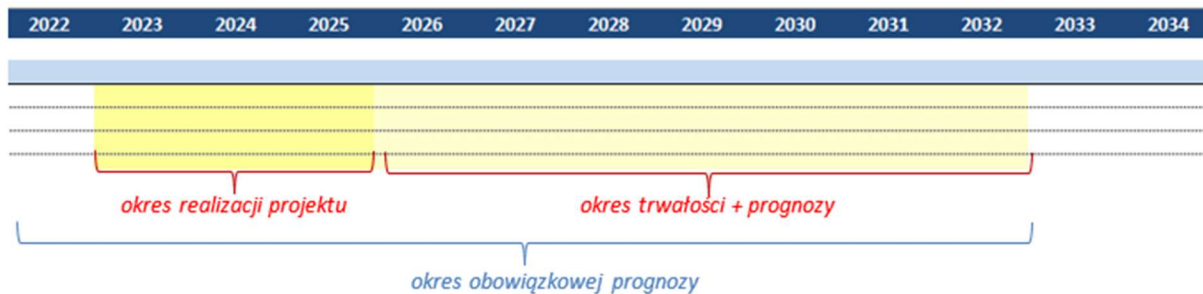 2022 2023 2024 2025 2026 2027 2028 2029 2030 2031 2032 2033 2034
okres realizacji projektu okres trwałości + prognozy
okres obowiązkowej prognozy